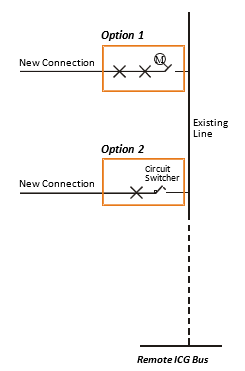 Option 1
M
New Connection
Existing
Line
Option 2
Circuit
Switcher
New Connection
Remote ICG Bus